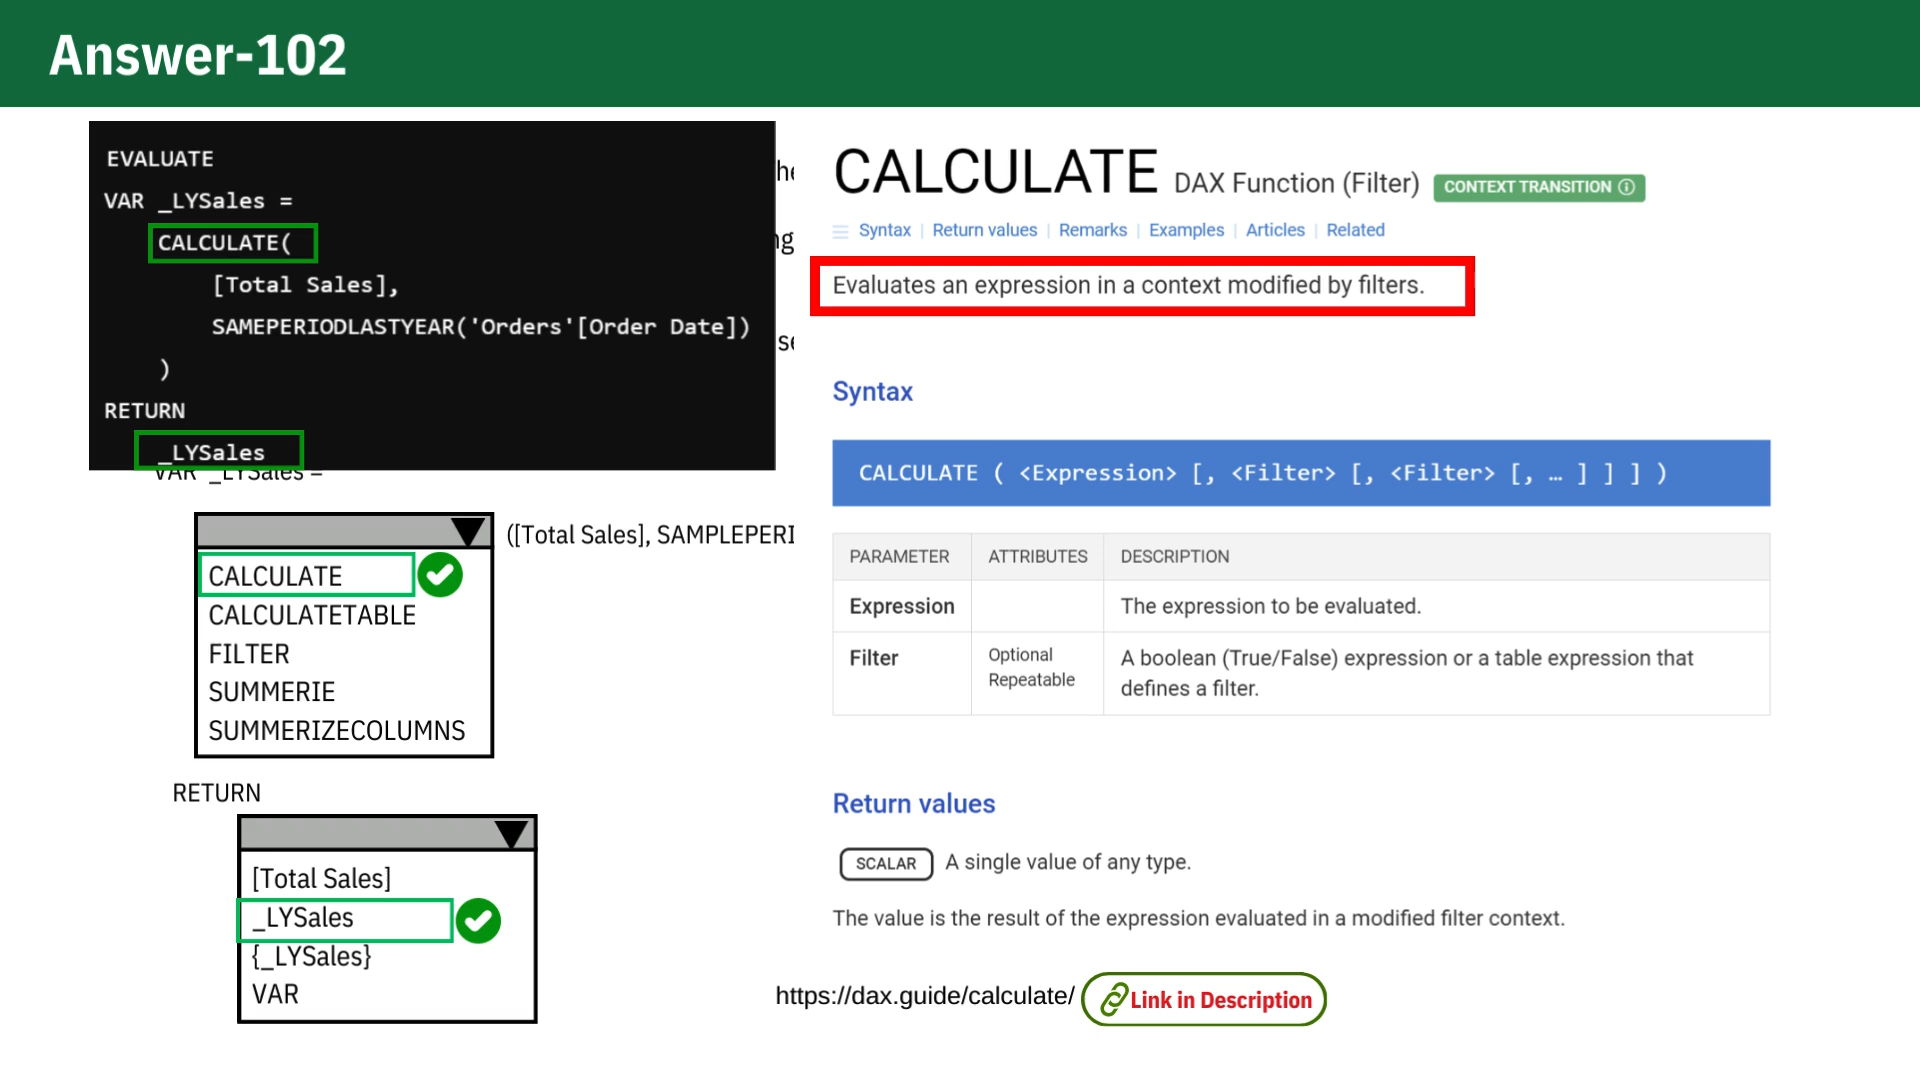 Answer-102
EVALUATE
VAR _LYSales =
CALCULATE(
[Total Sales],
SAMEPERIODLASTYEAR('Orders'[Order Date])
)
RETURN
_LYSales
VAR _LYSales =
([Total Sales], SAMPLEPERI
CALCULATE
CALCULATETABLE
FILTER
SUMMERIE
SUMMERIZECOLUMNS
RETURN
[Total Sales]
_LYSales
{_LYSales}
VAR
CALCULATE DAX Function (Filter) CONTEXT TRANSITION
Syntax | Return values | Remarks | Examples | Articles | Related
Evaluates an expression in a context modified by filters.
Syntax
CALCULATE ( <Expression> [, <Filter> [, <Filter> [, … ] ] ] )
PARAMETER ATTRIBUTES DESCRIPTION
Expression The expression to be evaluated.
Filter Optional Repeatable A boolean (True/False) expression or a table expression that
defines a filter.
Return values
SCALAR A single value of any type.
The value is the result of the expression evaluated in a modified filter context.
https://dax.guide/calculate/ Link in Description